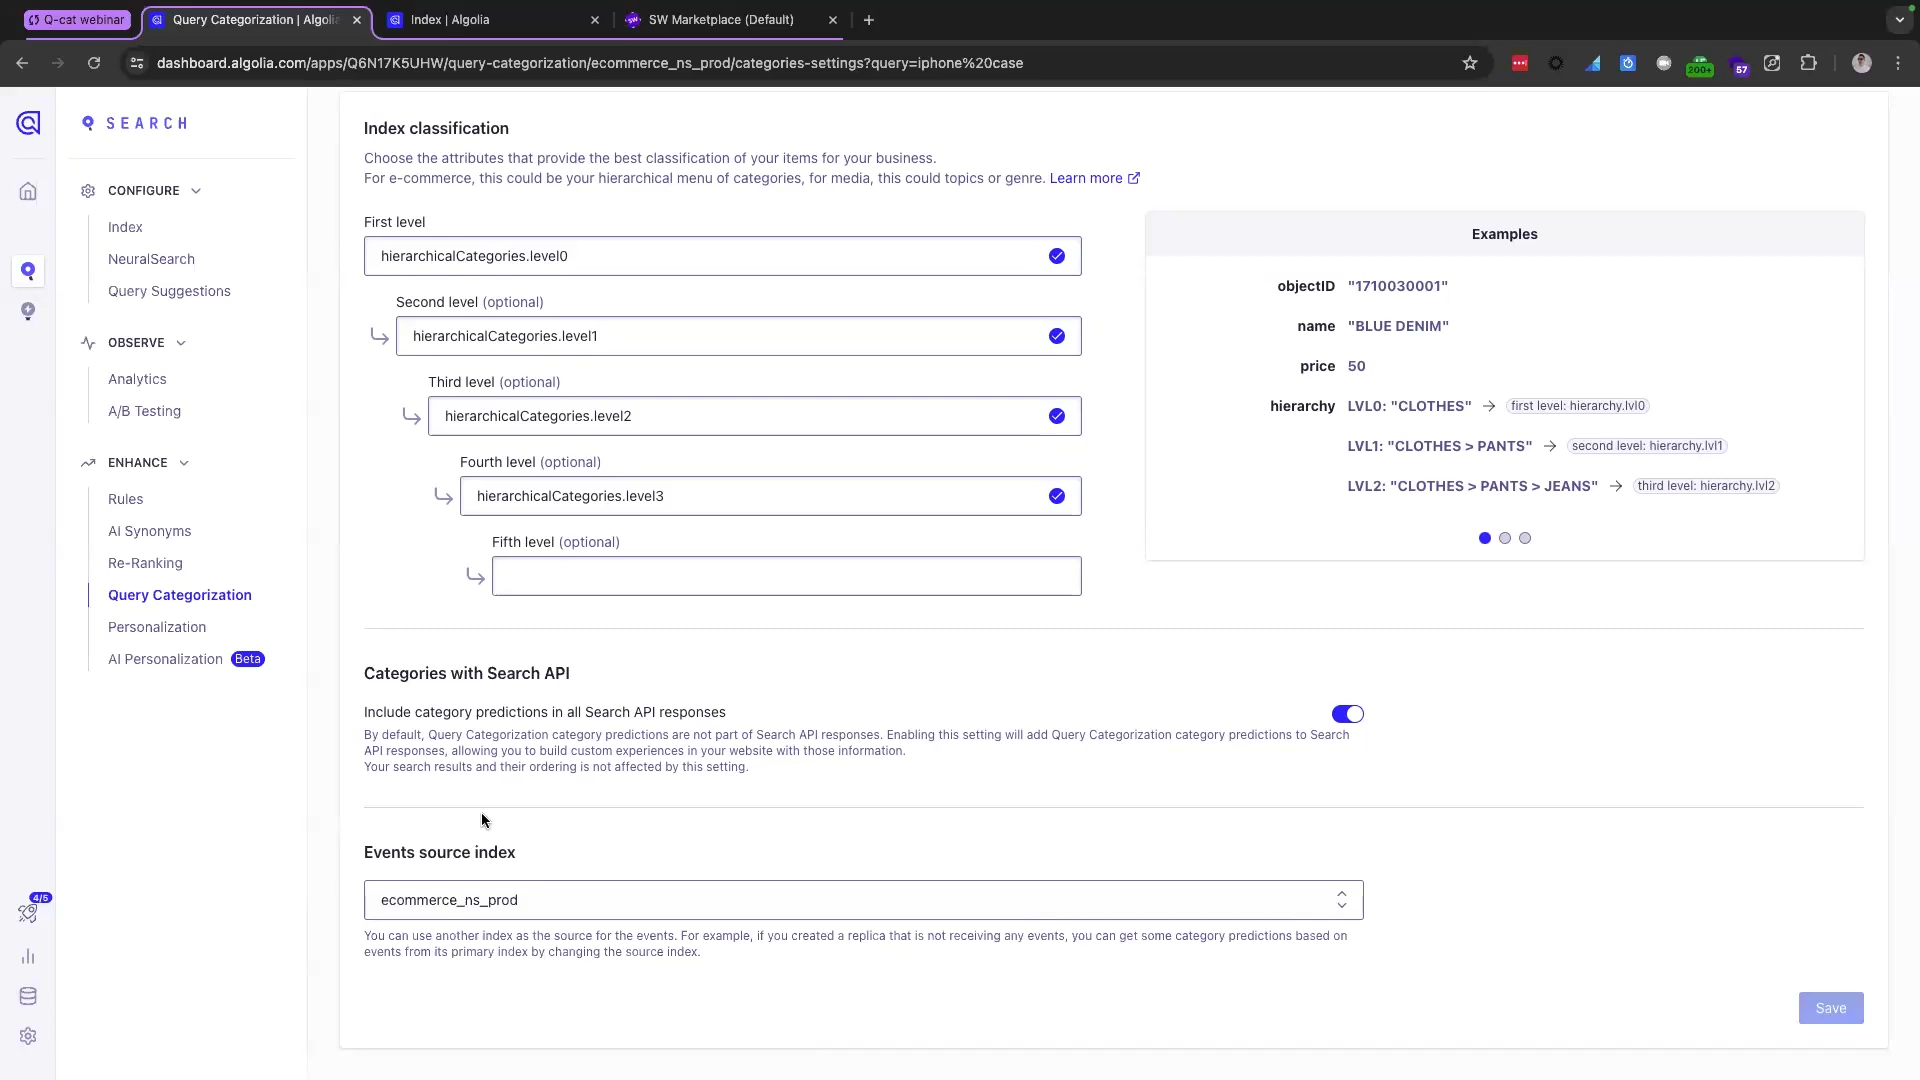 Q-cat webinar
Query Categorization | Algolia
Index | Algolia
SW Marketplace (Default)
dashboard.algolia.com/apps/Q6N17K5UHW/query-categorization/ecommerce_ns_prod/categories-settings?query=iphone%20case
200+
57
SEARCH
CONFIGURE
Index
NeuralSearch
Query Suggestions
OBSERVE
Analytics
A/B Testing
ENHANCE
Rules
AI Synonyms
Re-Ranking
Query Categorization
Personalization
AI Personalization Beta
4/5
Index classification
Choose the attributes that provide the best classification of your items for your business.
For e-commerce, this could be your hierarchical menu of categories, for media, this could topics or genre. Learn more
First level
hierarchicalCategories.level0
Second level (optional)
hierarchicalCategories.level1
Third level (optional)
hierarchicalCategories.level2
Fourth level (optional)
hierarchicalCategories.level3
Fifth level (optional)
Examples
objectID "1710030001"
name "BLUE DENIM"
price 50
hierarchy LVL0: "CLOTHES" → first level: hierarchy.lvl0
LVL1: "CLOTHES > PANTS" → second level: hierarchy.lvl1
LVL2: "CLOTHES > PANTS > JEANS" → third level: hierarchy.lvl2
Categories with Search API
Include category predictions in all Search API responses
By default, Query Categorization category predictions are not part of Search API responses. Enabling this setting will add Query Categorization category predictions to Search
API responses, allowing you to build custom experiences in your website with those information.
Your search results and their ordering is not affected by this setting.
Events source index
ecommerce_ns_prod
You can use another index as the source for the events. For example, if you created a replica that is not receiving any events, you can get some category predictions based on
events from its primary index by changing the source index.
Save